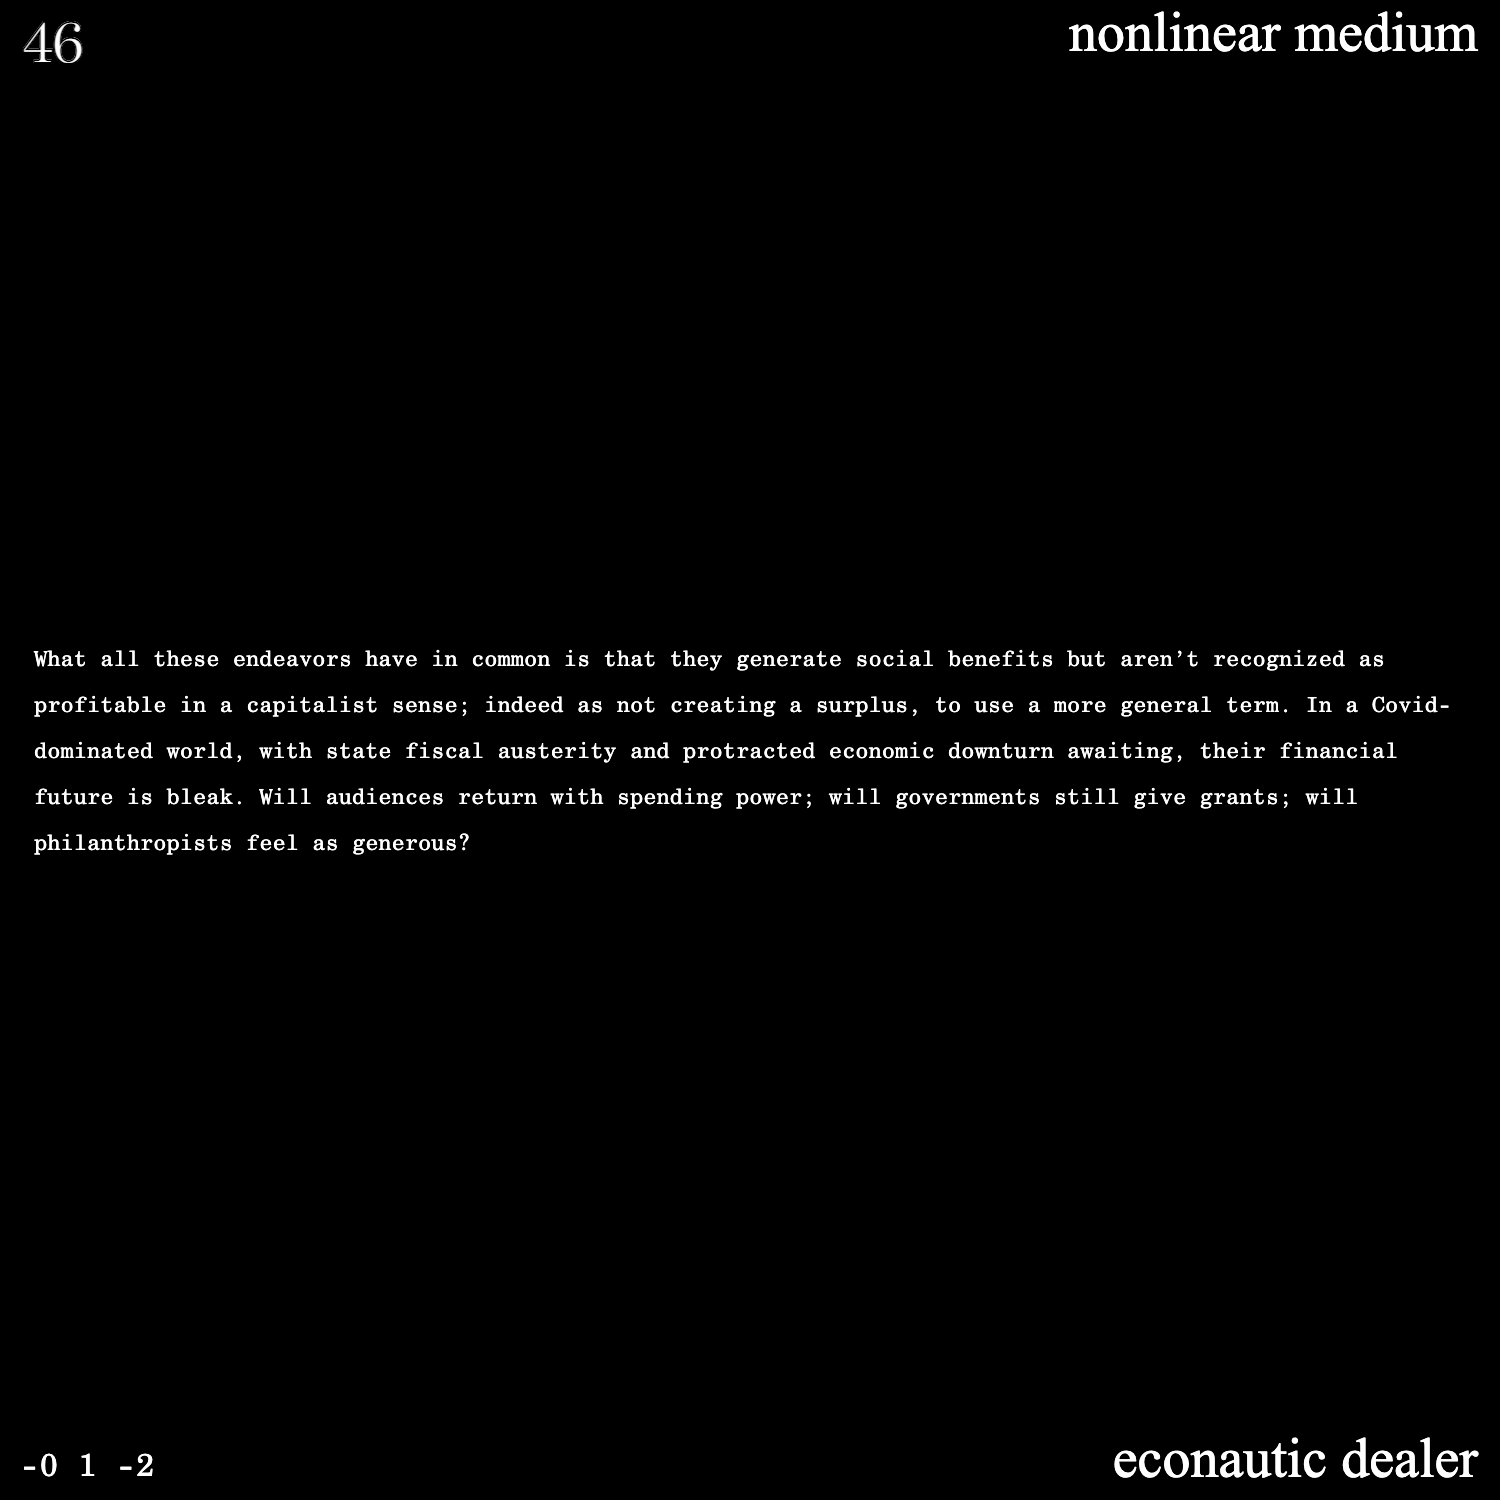 46
nonlinear medium
What all these endeavors have in common is that they generate social benefits but aren’t recognized as
profitable in a capitalist sense; indeed as not creating a surplus, to use a more general term. In a Covid-
dominated world, with state fiscal austerity and protracted economic downturn awaiting, their financial
future is bleak. Will audiences return with spending power; will governments still give grants; will
philanthropists feel as generous?
-0 1 -2
econautic dealer